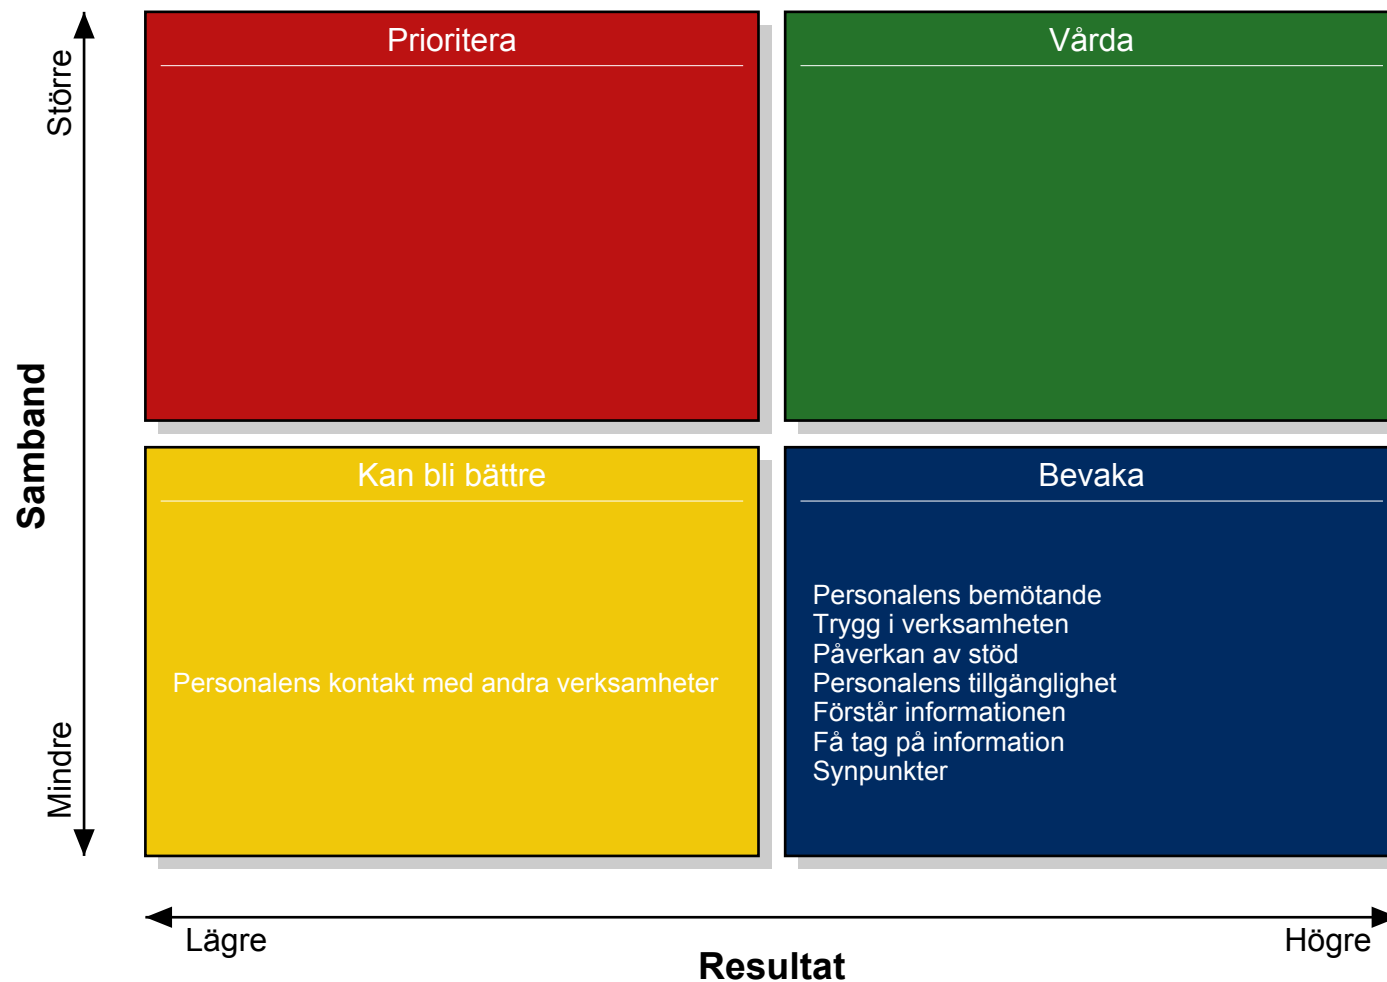 Större
Samband
Mindre
Prioritera
Vårda
Kan bli bättre
Personalens kontakt med andra verksamheter
Bevaka
Personalens bemötande
Trygg i verksamheten
Påverkan av stöd
Personalens tillgänglighet
Förstår informationen
Få tag på information
Synpunkter
Lägre
Högre
Resultat